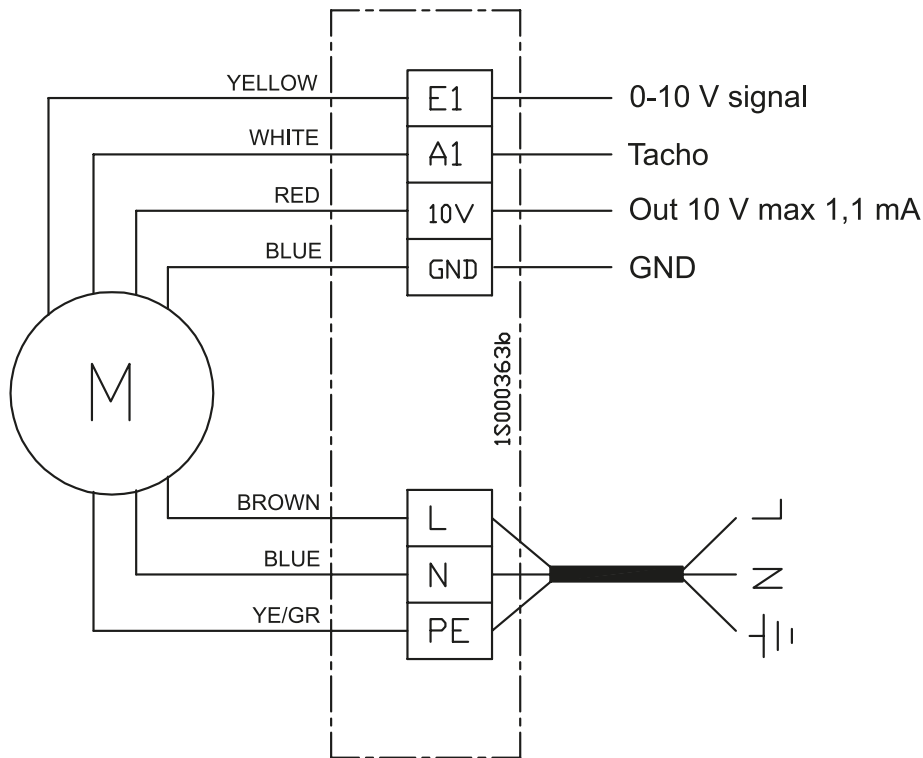 YELLOW E1 0-10 V signal
WHITE A1 Tacho
RED 10V Out 10 V max 1,1 mA
BLUE GND GND
M
1S000363b
BROWN L L
BLUE N N
YE/GR PE